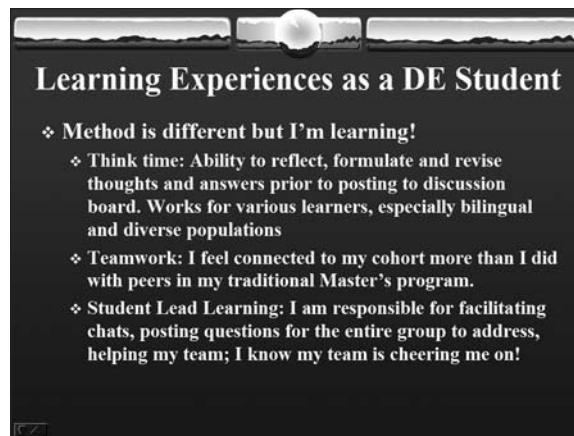 Learning Experiences as a DE Student
❖ Method is different but I'm learning!
❖ Think time: Ability to reflect, formulate and revise
thoughts and answers prior to posting to discussion
board. Works for various learners, especially bilingual
and diverse populations
❖ Teamwork: I feel connected to my cohort more than I did
with peers in my traditional Master's program.
❖ Student Lead Learning: I am responsible for facilitating
chats, posting questions for the entire group to address,
helping my team; I know my team is cheering me on!